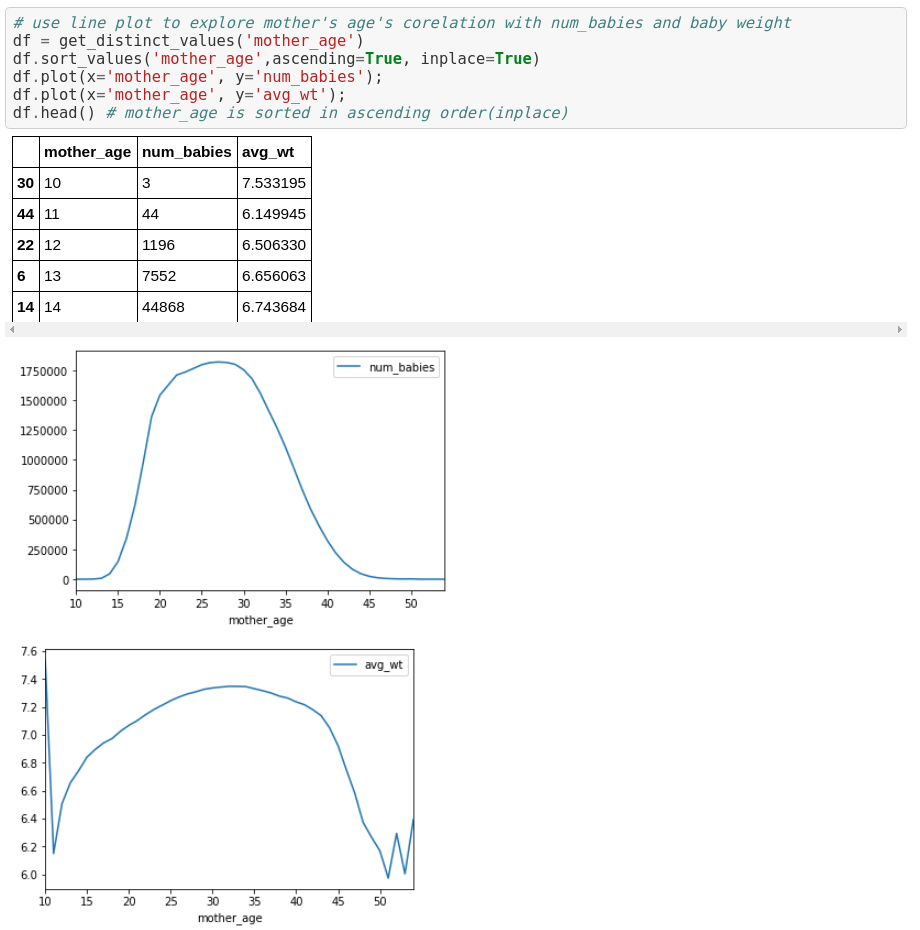 # use line plot to explore mother's age's corelation with num_babies and baby weight
df = get_distinct_values('mother_age')
df.sort_values('mother_age',ascending=True, inplace=True)
df.plot(x='mother_age', y='num_babies');
df.plot(x='mother_age', y='avg_wt');
df.head() # mother_age is sorted in ascending order(inplace)
mother_age num_babies avg_wt
30 10 3 7.533195
44 11 44 6.149945
22 12 1196 6.506330
6 13 7552 6.656063
14 14 44868 6.743684
num_babies
1750000
1500000
1250000
1000000
750000
500000
250000
0
10 15 20 25 30 35 40 45 50
mother_age
avg_wt
7.6
7.4
7.2
7.0
6.8
6.6
6.4
6.2
6.0
10 15 20 25 30 35 40 45 50
mother_age